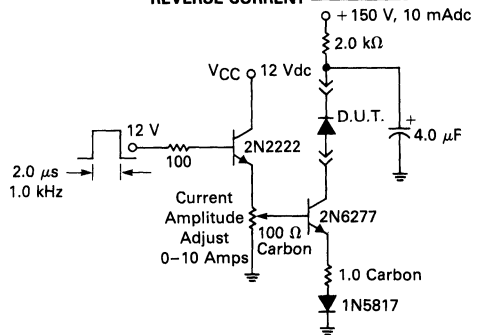 REVERSE CURRENT
+150 V, 10 mAdc
2.0 kΩ
VCC 12 Vdc
D.U.T.
+
4.0 μF
12 V
2N2222
100
2.0 μs
1.0 kHz
Current
Amplitude
Adjust
0–10 Amps
100 Ω
Carbon
2N6277
1.0 Carbon
1N5817